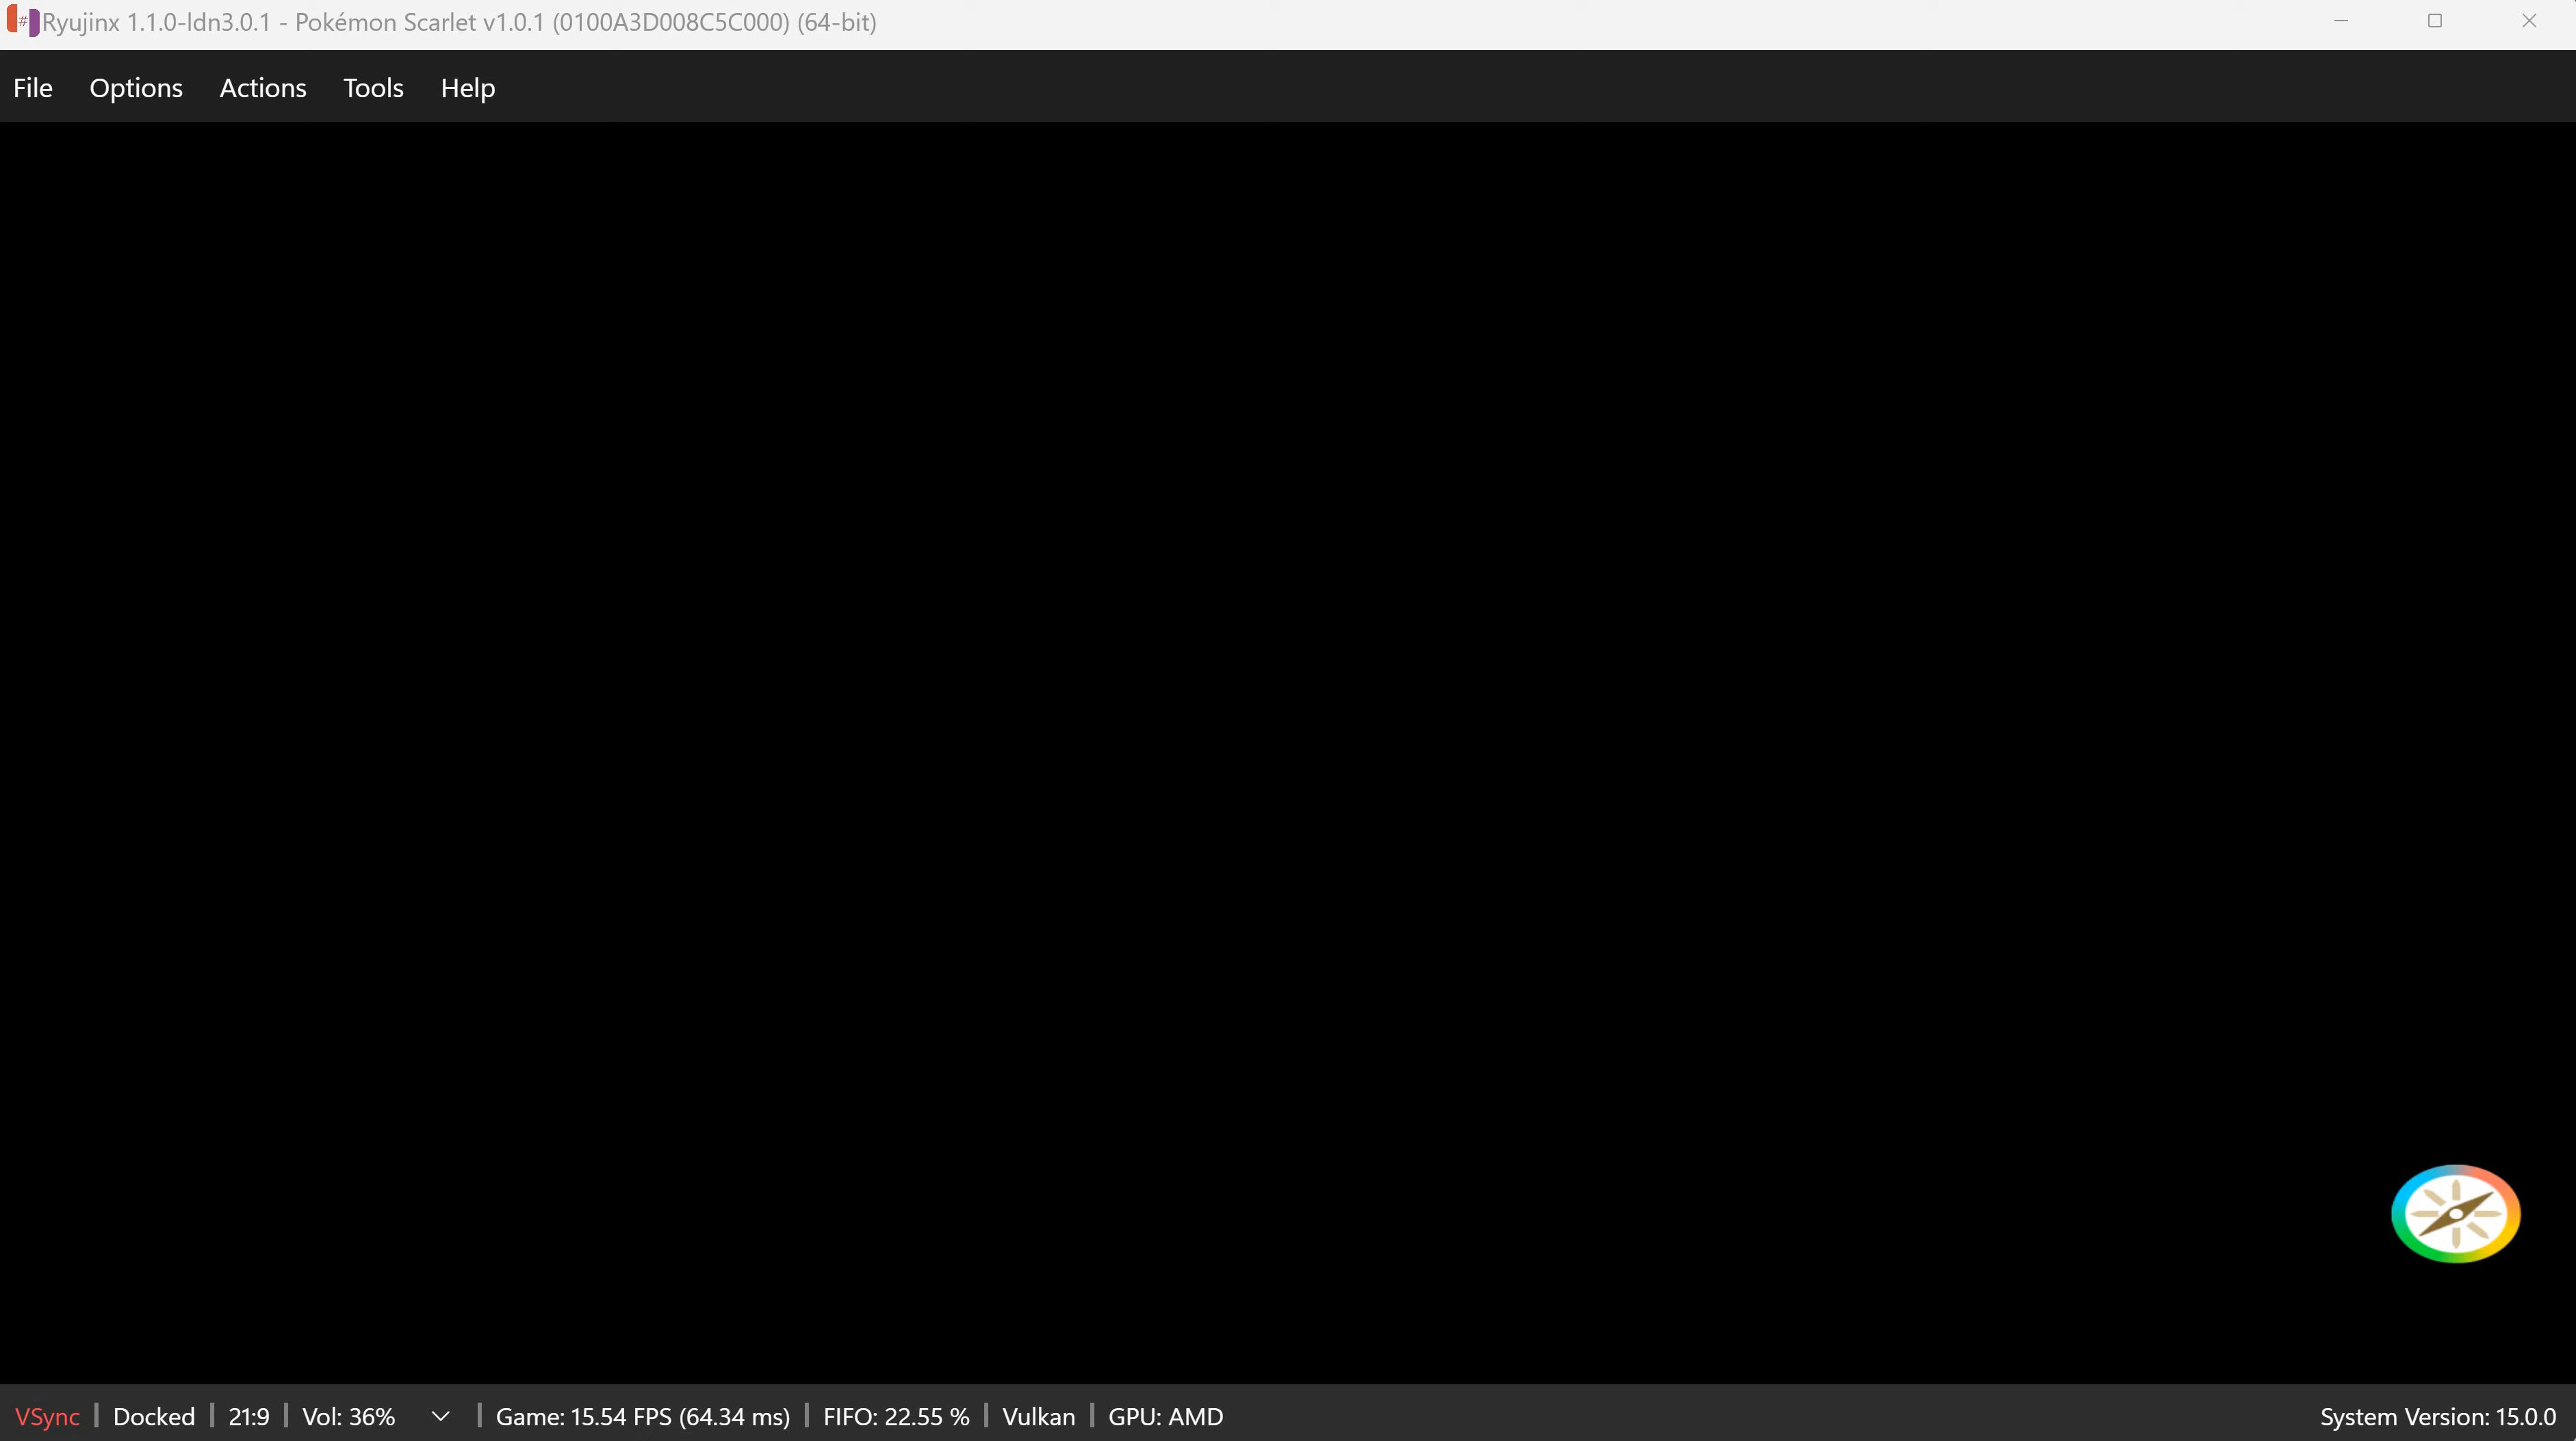 Ryujinx 1.1.0-ldn3.0.1 - Pokémon Scarlet v1.0.1 (0100A3D008C5C000) (64-bit)
File Options Actions Tools Help
VSync | Docked | 21:9 | Vol: 36% | Game: 15.54 FPS (64.34 ms) | FIFO: 22.55 % | Vulkan | GPU: AMD System Version: 15.0.0